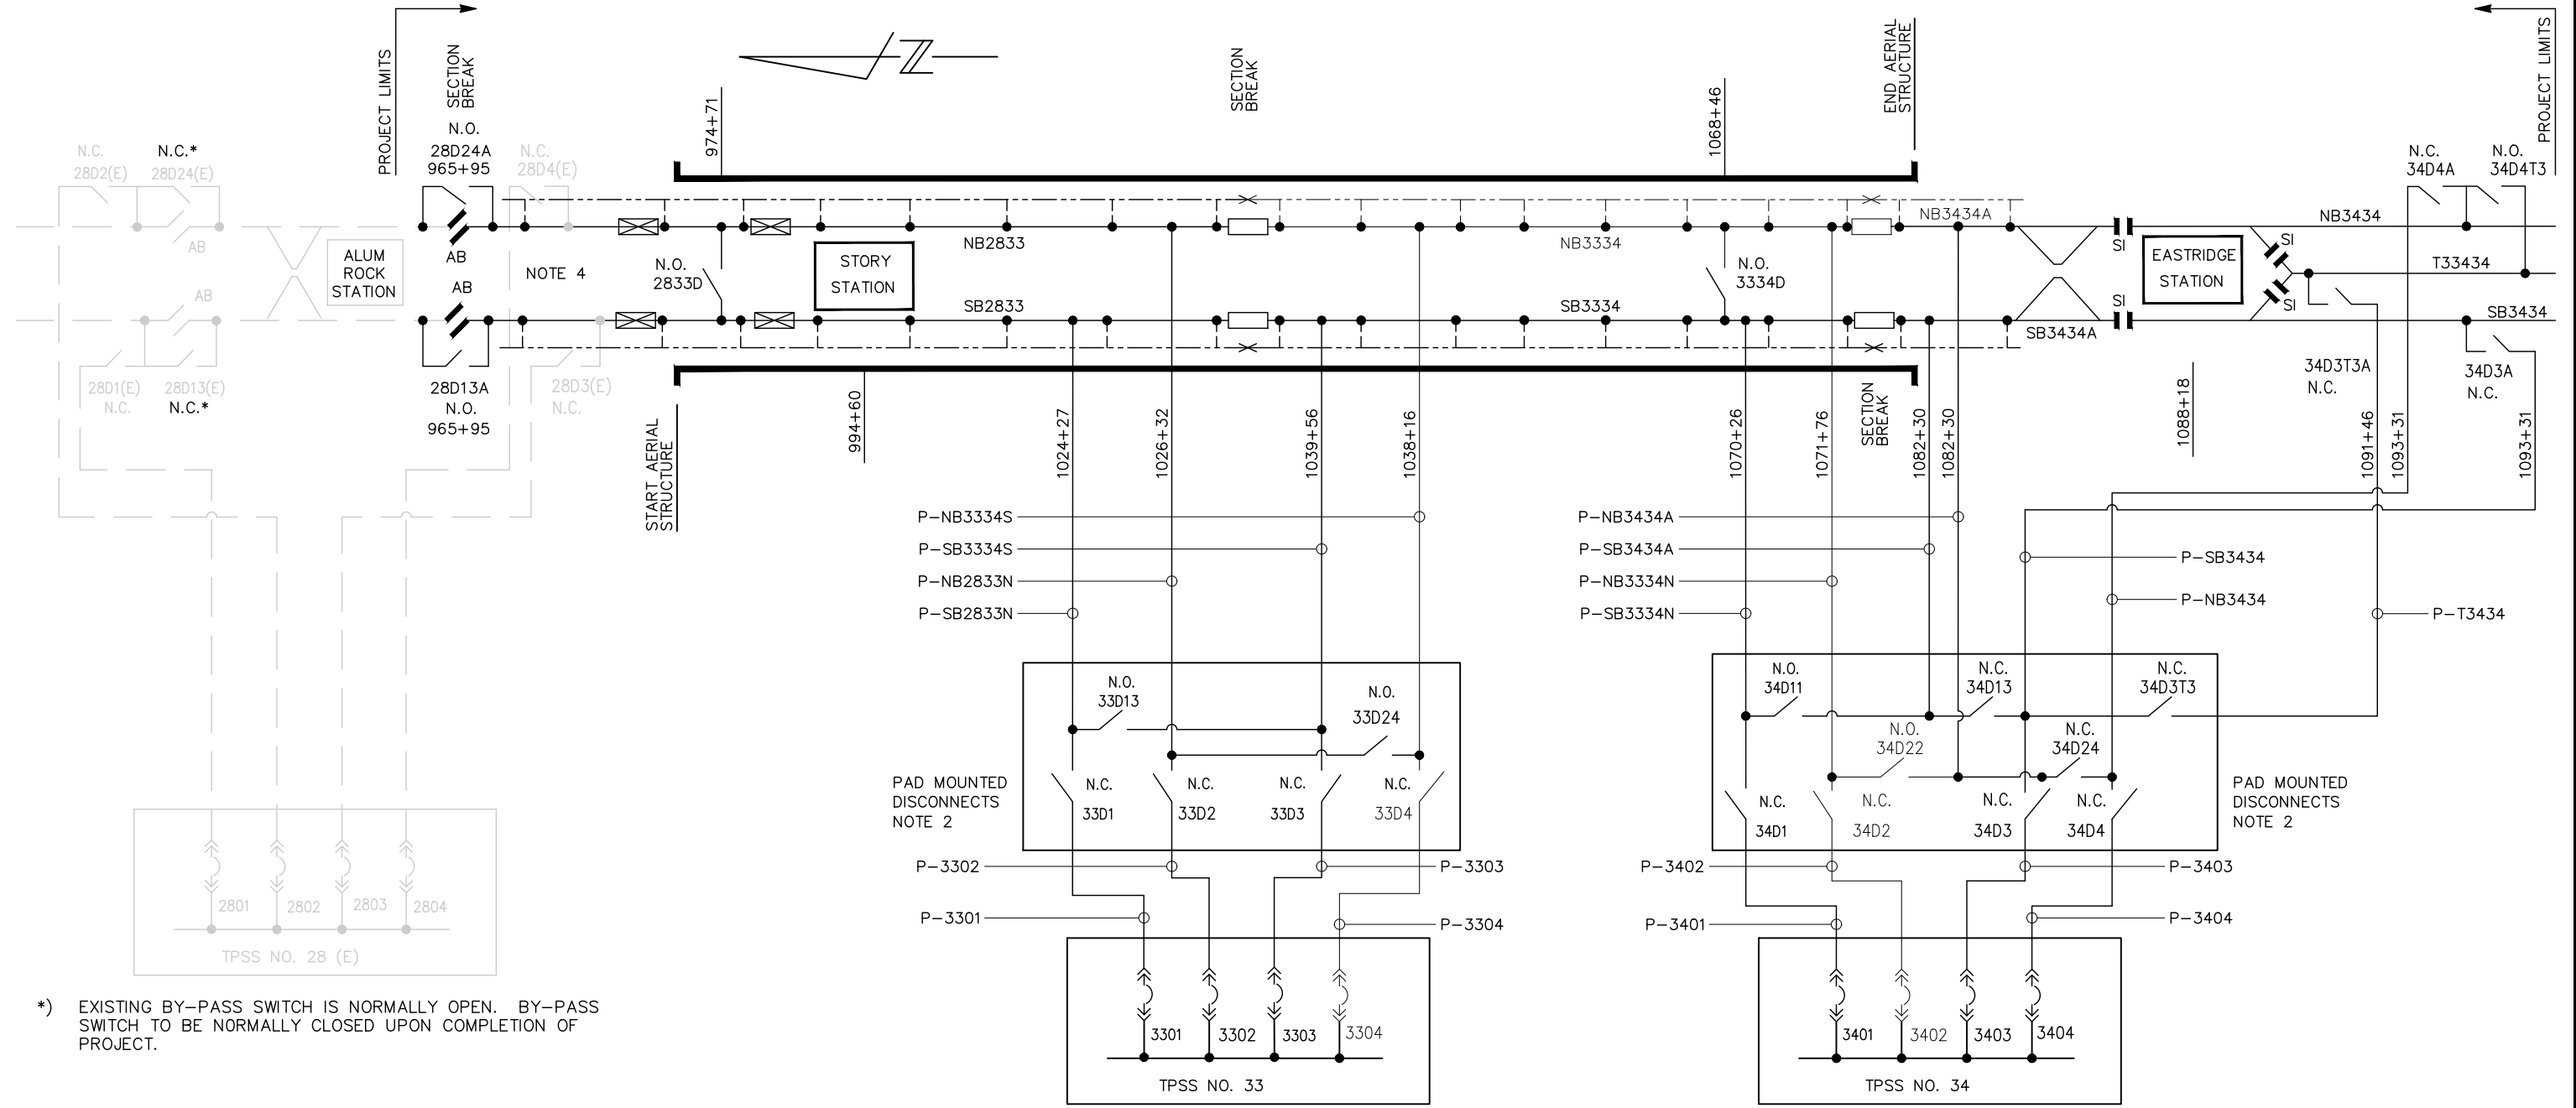 PROJECT LIMITS
SECTION
BREAK
N.O.
28D24A
965+95
N.C.
28D2(E)
N.C.*
28D24(E)
N.C.
28D4(E)
AB
AB
AB
AB
ALUM
ROCK
STATION
NOTE 4
28D1(E)
N.C.
28D13(E)
N.C.*
28D13A
N.O.
965+95
28D3(E)
N.C.
Z
974+71
N.O.
2833D
STORY
STATION
NB2833
SB2833
START AERIAL
STRUCTURE
994+60
SECTION
BREAK
1024+27
1026+32
1039+56
1038+16
NB3334
SB3334
1068+46
N.O.
3334D
END AERIAL
STRUCTURE
NB3434A
SB3434A
SECTION
BREAK
1070+26
1071+76
1082+30
1082+30
SI
SI
SI
SI
EASTRIDGE
STATION
NB3434
T33434
SB3434
N.C.
34D4A
N.O.
34D4T3
PROJECT LIMITS
34D3T3A
N.C.
34D3A
N.C.
1088+18
1091+46
1093+31
1093+31
P-NB3334S
P-SB3334S
P-NB2833N
P-SB2833N
P-NB3434A
P-SB3434A
P-NB3334N
P-SB3334N
P-SB3434
P-NB3434
P-T3434
N.O.
33D13
N.O.
33D24
N.C.
33D1
N.C.
33D2
N.C.
33D3
N.C.
33D4
PAD MOUNTED
DISCONNECTS
NOTE 2
N.O.
34D11
N.C.
34D13
N.C.
34D3T3
N.O.
34D22
N.C.
34D24
N.C.
34D1
N.C.
34D2
N.C.
34D3
N.C.
34D4
PAD MOUNTED
DISCONNECTS
NOTE 2
P-3302
P-3303
P-3301
P-3304
P-3402
P-3403
P-3401
P-3404
2801
2802
2803
2804
TPSS NO. 28 (E)
3301
3302
3303
3304
TPSS NO. 33
3401
3402
3403
3404
TPSS NO. 34
*) EXISTING BY-PASS SWITCH IS NORMALLY OPEN. BY-PASS
SWITCH TO BE NORMALLY CLOSED UPON COMPLETION OF
PROJECT.